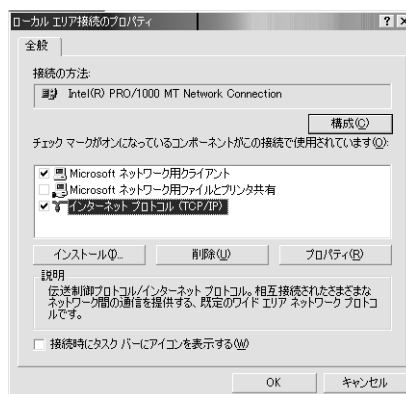 ローカル エリア接続のプロパティ
? ×
全般
接続の方法:
Intel(R) PRO/1000 MT Network Connection
構成(C)
チェック マークがオンになっているコンポーネントがこの接続で使用されています(O):
Microsoft ネットワーク用クライアント
Microsoft ネットワーク用ファイルとプリンタ共有
インターネット プロトコル (TCP/IP)
インストール(I)...
削除(U)
プロパティ(R)
説明
伝送制御プロトコル/インターネット プロトコル。相互接続されたさまざまな
ネットワーク間の通信を提供する、既定のワイド エリア ネットワーク プロトコ
ルです。
接続時にタスク バーにアイコンを表示する(W)
OK
キャンセル